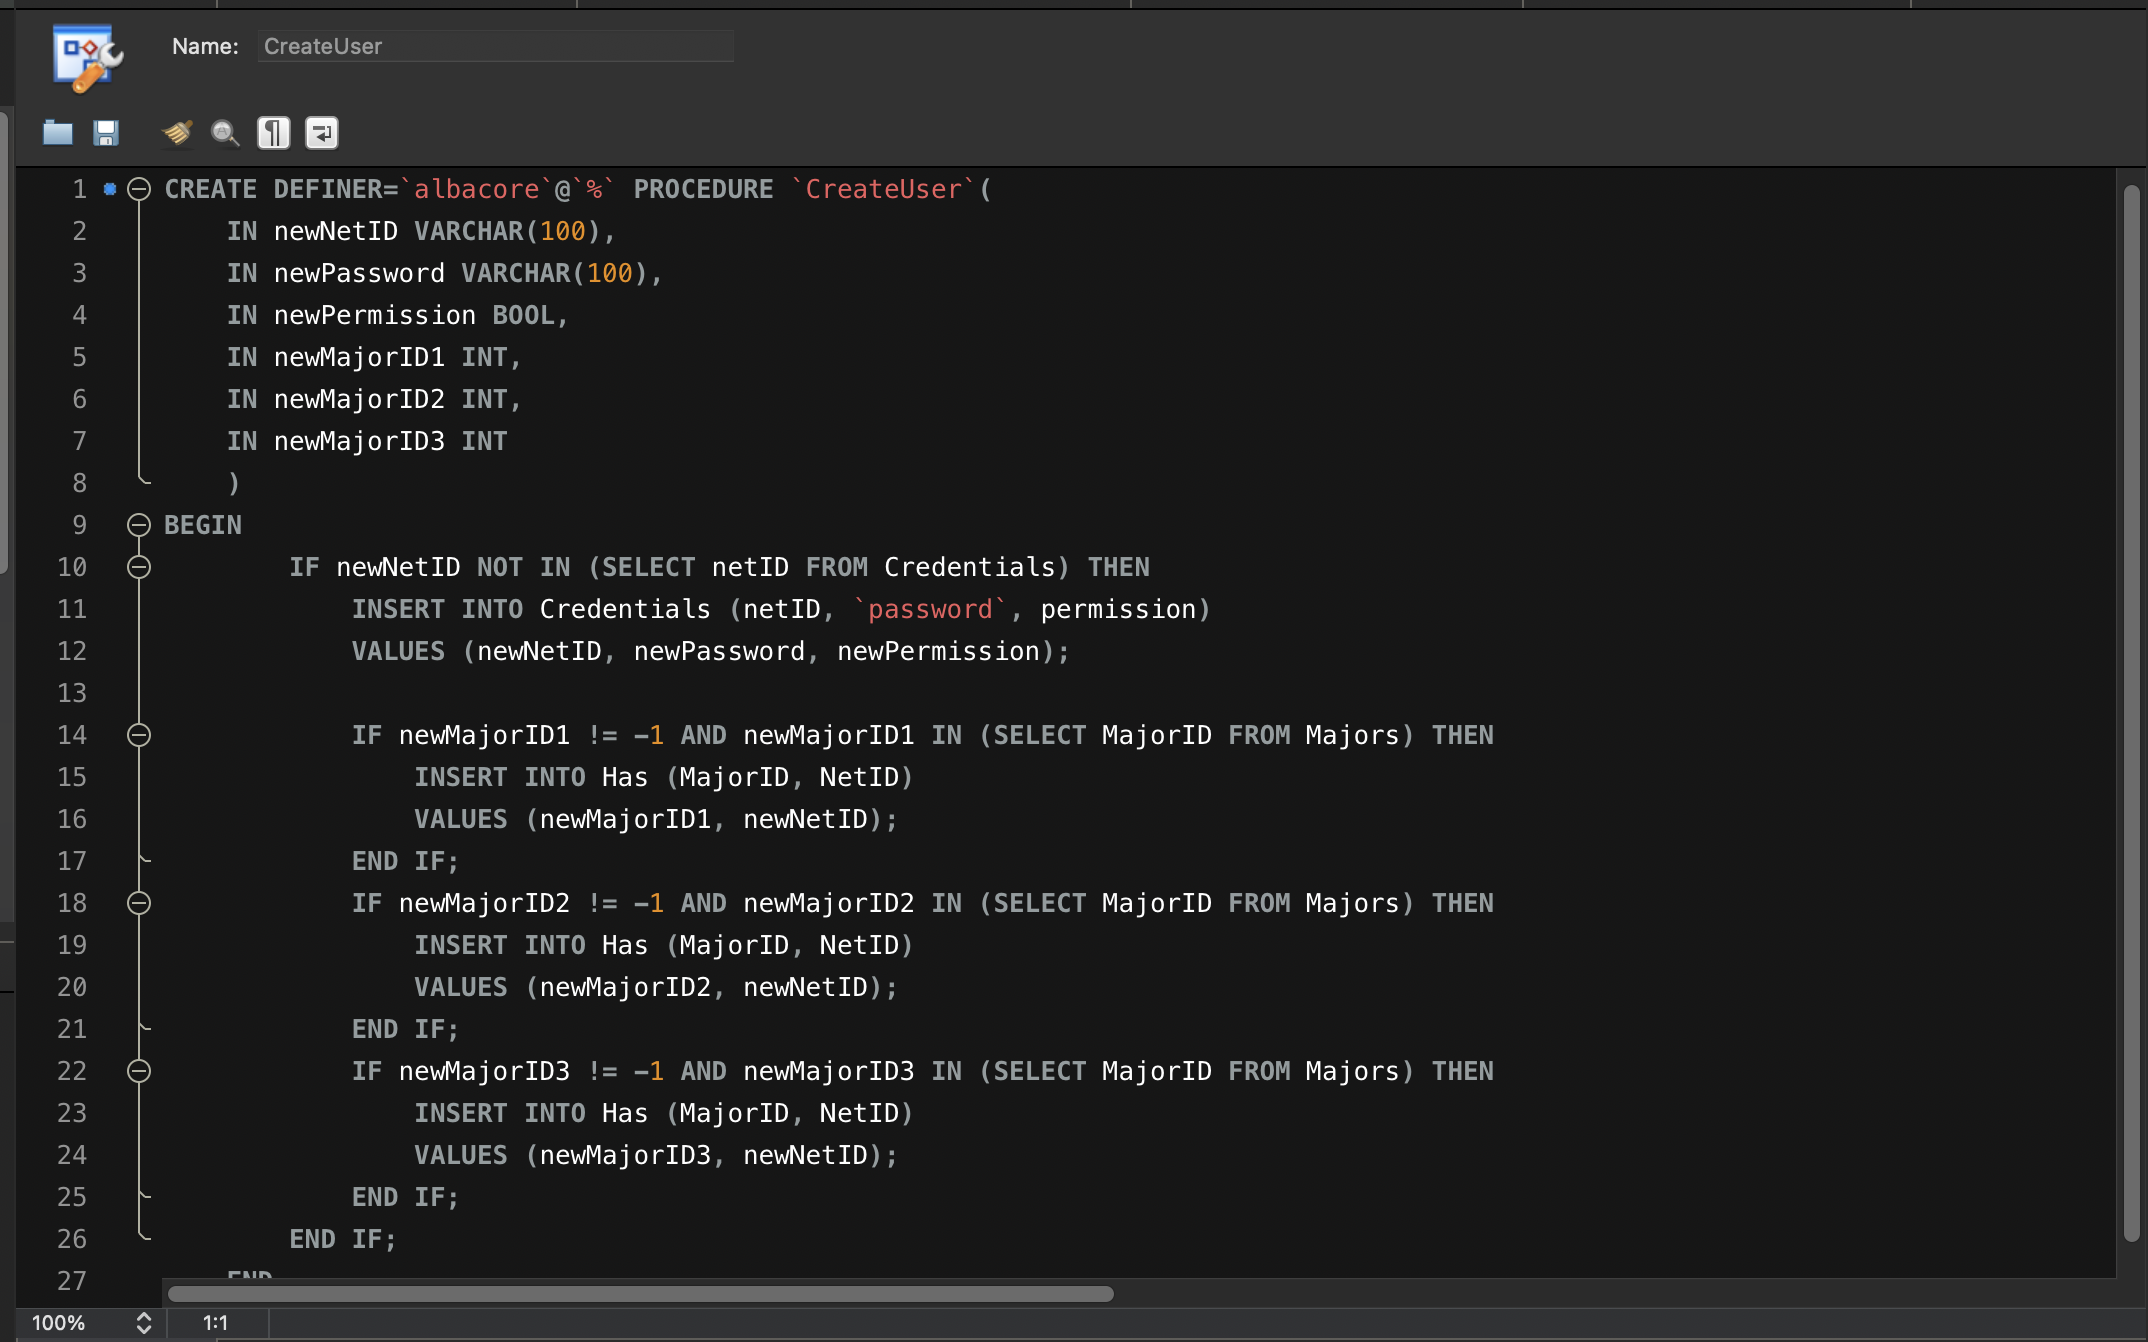 Name: CreateUser
1 CREATE DEFINER=`albacore`@`%` PROCEDURE `CreateUser`(
2 IN newNetID VARCHAR(100),
3 IN newPassword VARCHAR(100),
4 IN newPermission BOOL,
5 IN newMajorID1 INT,
6 IN newMajorID2 INT,
7 IN newMajorID3 INT
8 )
9 BEGIN
10 IF newNetID NOT IN (SELECT netID FROM Credentials) THEN
11 INSERT INTO Credentials (netID, `password`, permission)
12 VALUES (newNetID, newPassword, newPermission);
13
14 IF newMajorID1 != -1 AND newMajorID1 IN (SELECT MajorID FROM Majors) THEN
15 INSERT INTO Has (MajorID, NetID)
16 VALUES (newMajorID1, newNetID);
17 END IF;
18 IF newMajorID2 != -1 AND newMajorID2 IN (SELECT MajorID FROM Majors) THEN
19 INSERT INTO Has (MajorID, NetID)
20 VALUES (newMajorID2, newNetID);
21 END IF;
22 IF newMajorID3 != -1 AND newMajorID3 IN (SELECT MajorID FROM Majors) THEN
23 INSERT INTO Has (MajorID, NetID)
24 VALUES (newMajorID3, newNetID);
25 END IF;
26 END IF;
27 END
100% 1:1